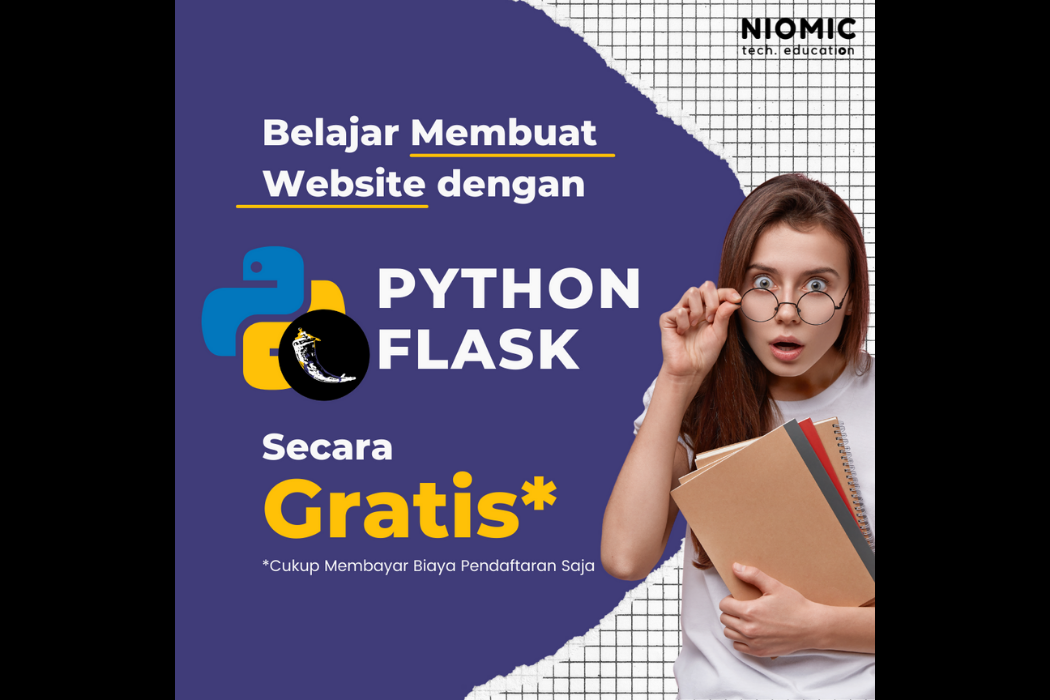 NIOMIC
tech. education
Belajar Membuat
Website dengan
PYTHON
FLASK
Secara
Gratis*
*Cukup Membayar Biaya Pendaftaran Saja